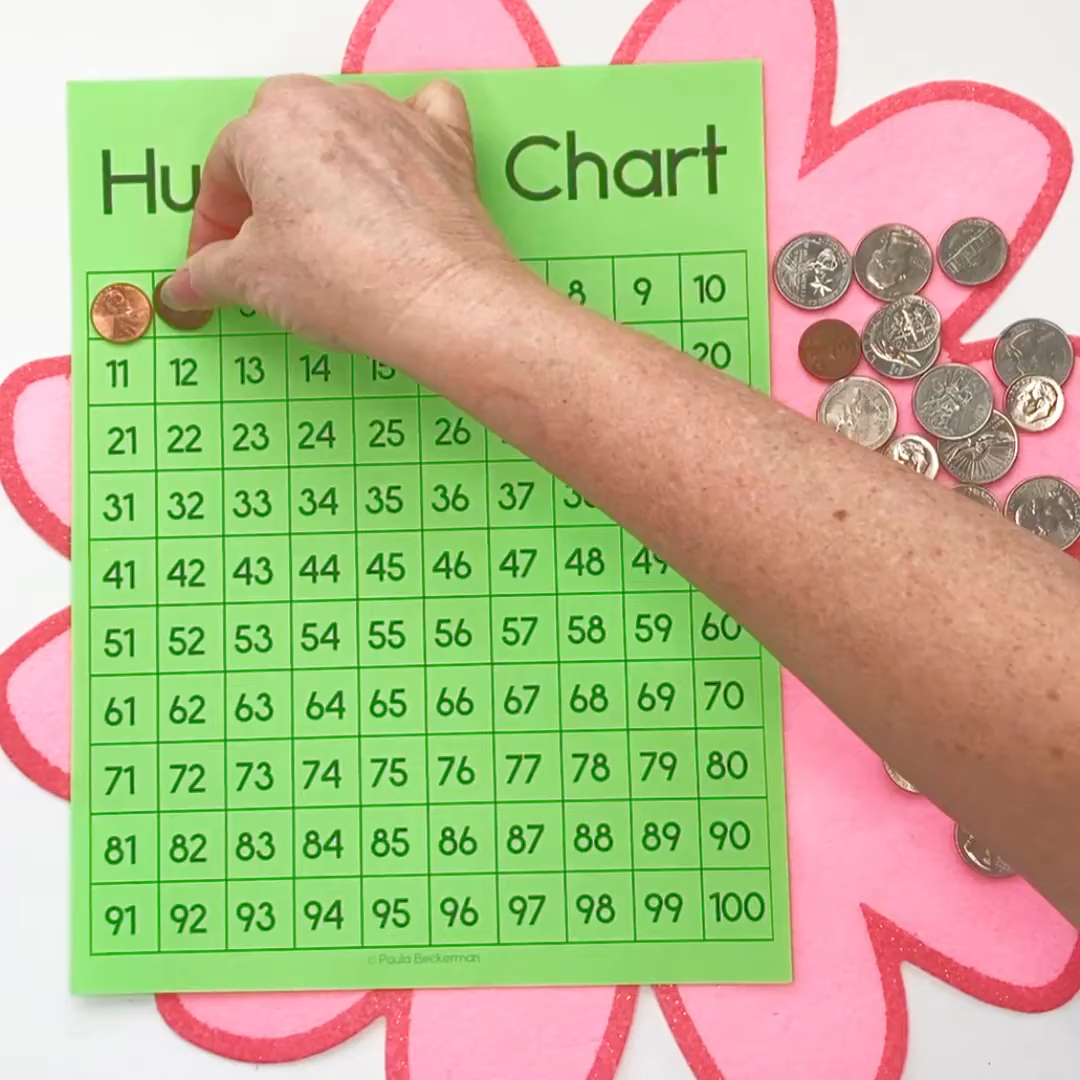 Hu Chart
8 9 10
11 12 13 14 15 20
21 22 23 24 25 26
31 32 33 34 35 36 37
41 42 43 44 45 46 47 48 49
51 52 53 54 55 56 57 58 59 60
61 62 63 64 65 66 67 68 69 70
71 72 73 74 75 76 77 78 79 80
81 82 83 84 85 86 87 88 89 90
91 92 93 94 95 96 97 98 99 100
© Paula Beckerman